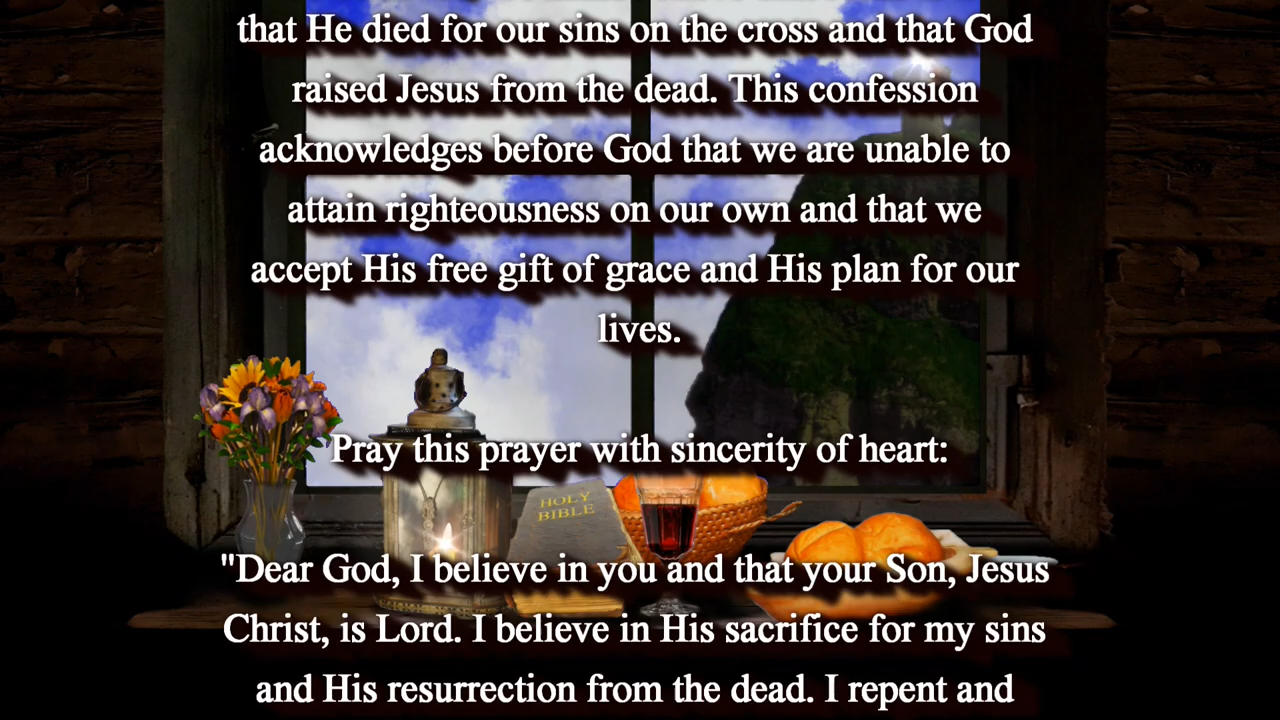 that He died for our sins on the cross and that God
raised Jesus from the dead. This confession
acknowledges before God that we are unable to
attain righteousness on our own and that we
accept His free gift of grace and His plan for our
lives.
Pray this prayer with sincerity of heart:
HOLY
BIBLE
"Dear God, I believe in you and that your Son, Jesus
Christ, is Lord. I believe in His sacrifice for my sins
and His resurrection from the dead. I repent and